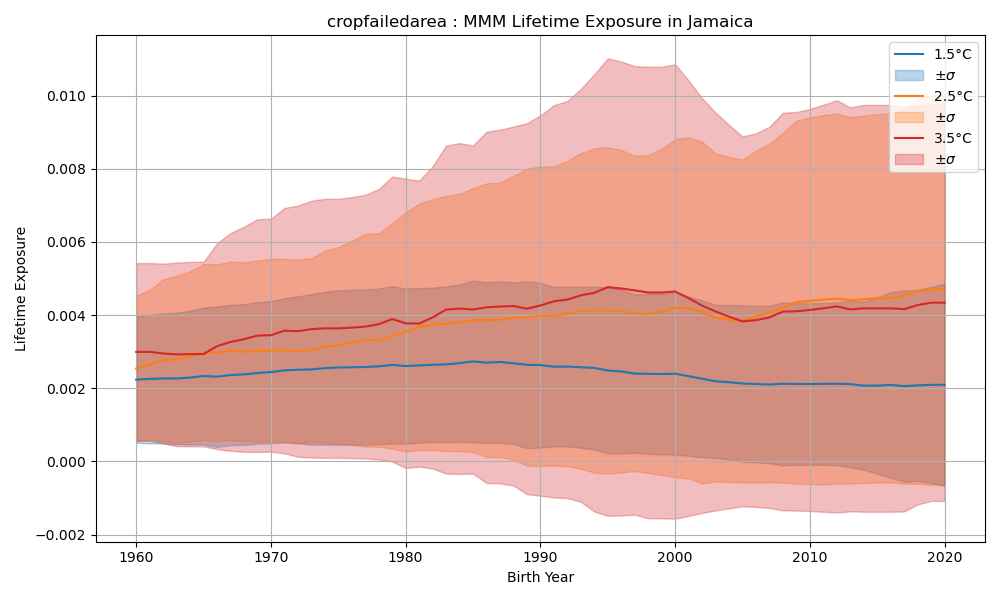 cropfailedarea : MMM Lifetime Exposure in Jamaica
Lifetime Exposure
0.010
0.008
0.006
0.004
0.002
0.000
−0.002
1960
1970
1980
1990
2000
2010
2020
Birth Year
1.5°C
±σ
2.5°C
±σ
3.5°C
±σ